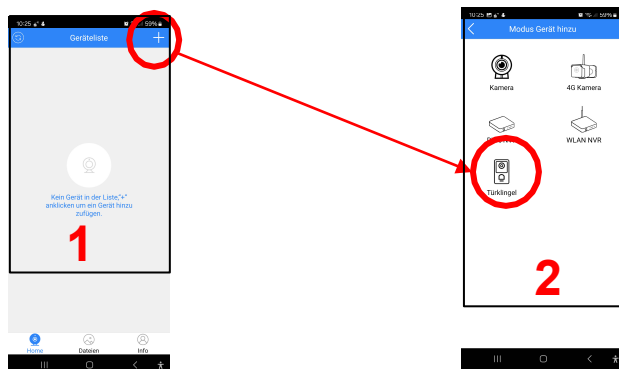 10:25
59%
Geräteliste
Kein Gerät in der Liste,"+"
anklicken um ein Gerät hinzu
zufügen.
1
Home
Dateien
Info
10:25
59%
Modus Gerät hinzu
Kamera
4G Kamera
WLAN NVR
Türklingel
2